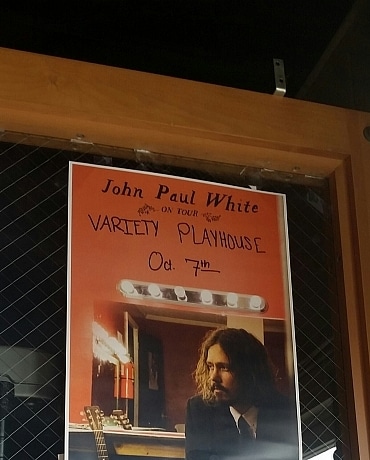 John Paul White
ON TOUR
VARIETY PLAYHOUSE
Oct. 7th